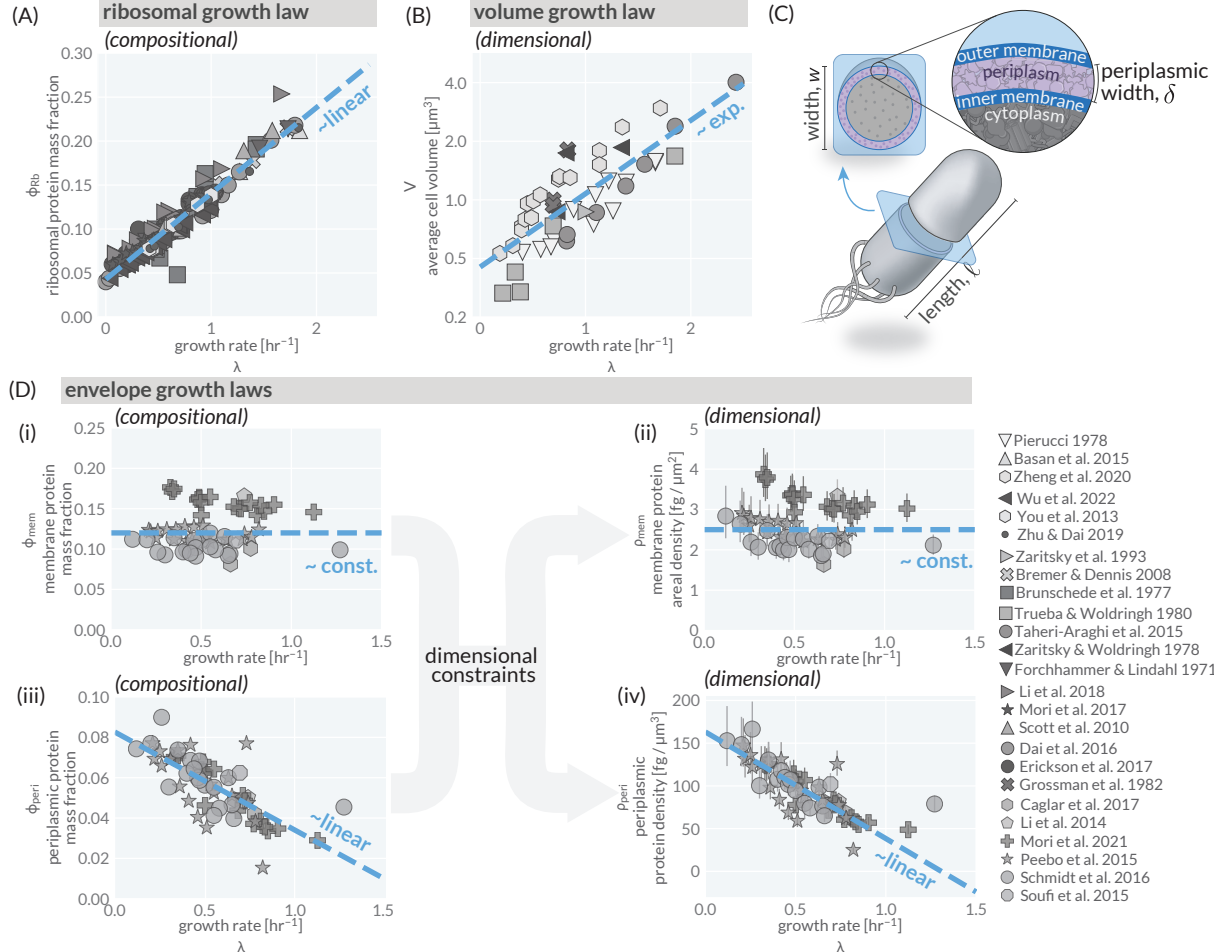 (A) ribosomal growth law
(compositional)
0.30
0.25
0.20
0.15
0.10
0.05
0.00
ϕRb
ribosomal protein mass fraction
~linear
0 1 2
growth rate [hr⁻¹]
λ
(B) volume growth law
(dimensional)
4.0
2.0
1.0
0.5
0.2
V
average cell volume [µm³]
~ exp.
0 1 2
growth rate [hr⁻¹]
λ
(C)
width, w
outer membrane
periplasm
inner membrane
cytoplasm
periplasmic
width, δ
length, ℓ
(D) envelope growth laws
(i) (compositional)
0.25
0.20
0.15
0.10
0.05
0.00
ϕmem
membrane protein
mass fraction
~ const.
0.0 0.5 1.0 1.5
growth rate [hr⁻¹]
(ii) (dimensional)
5
4
3
2
1
0
ρmem
membrane protein
areal density [fg / µm²]
~ const.
0.0 0.5 1.0 1.5
growth rate [hr⁻¹]
dimensional
constraints
(iii) (compositional)
0.10
0.08
0.06
0.04
0.02
0.00
ϕperi
periplasmic protein
mass fraction
~linear
0.0 0.5 1.0 1.5
growth rate [hr⁻¹]
λ
(iv) (dimensional)
200
150
100
50
0
ρperi periplasmic
protein density [fg / µm³]
~linear
0.0 0.5 1.0 1.5
growth rate [hr⁻¹]
λ
Pierucci 1978
Basan et al. 2015
Zheng et al. 2020
Wu et al. 2022
You et al. 2013
Zhu & Dai 2019
Zaritsky et al. 1993
Bremer & Dennis 2008
Brunschede et al. 1977
Trueba & Woldringh 1980
Taheri-Araghi et al. 2015
Zaritsky & Woldringh 1978
Forchhammer & Lindahl 1971
Li et al. 2018
Mori et al. 2017
Scott et al. 2010
Dai et al. 2016
Erickson et al. 2017
Grossman et al. 1982
Caglar et al. 2017
Li et al. 2014
Mori et al. 2021
Peebo et al. 2015
Schmidt et al. 2016
Soufi et al. 2015